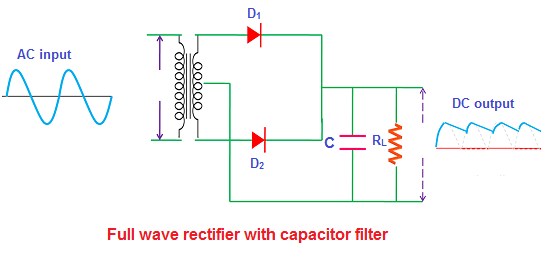 D1
AC input
DC output
C
RL
D2
Full wave rectifier with capacitor filter